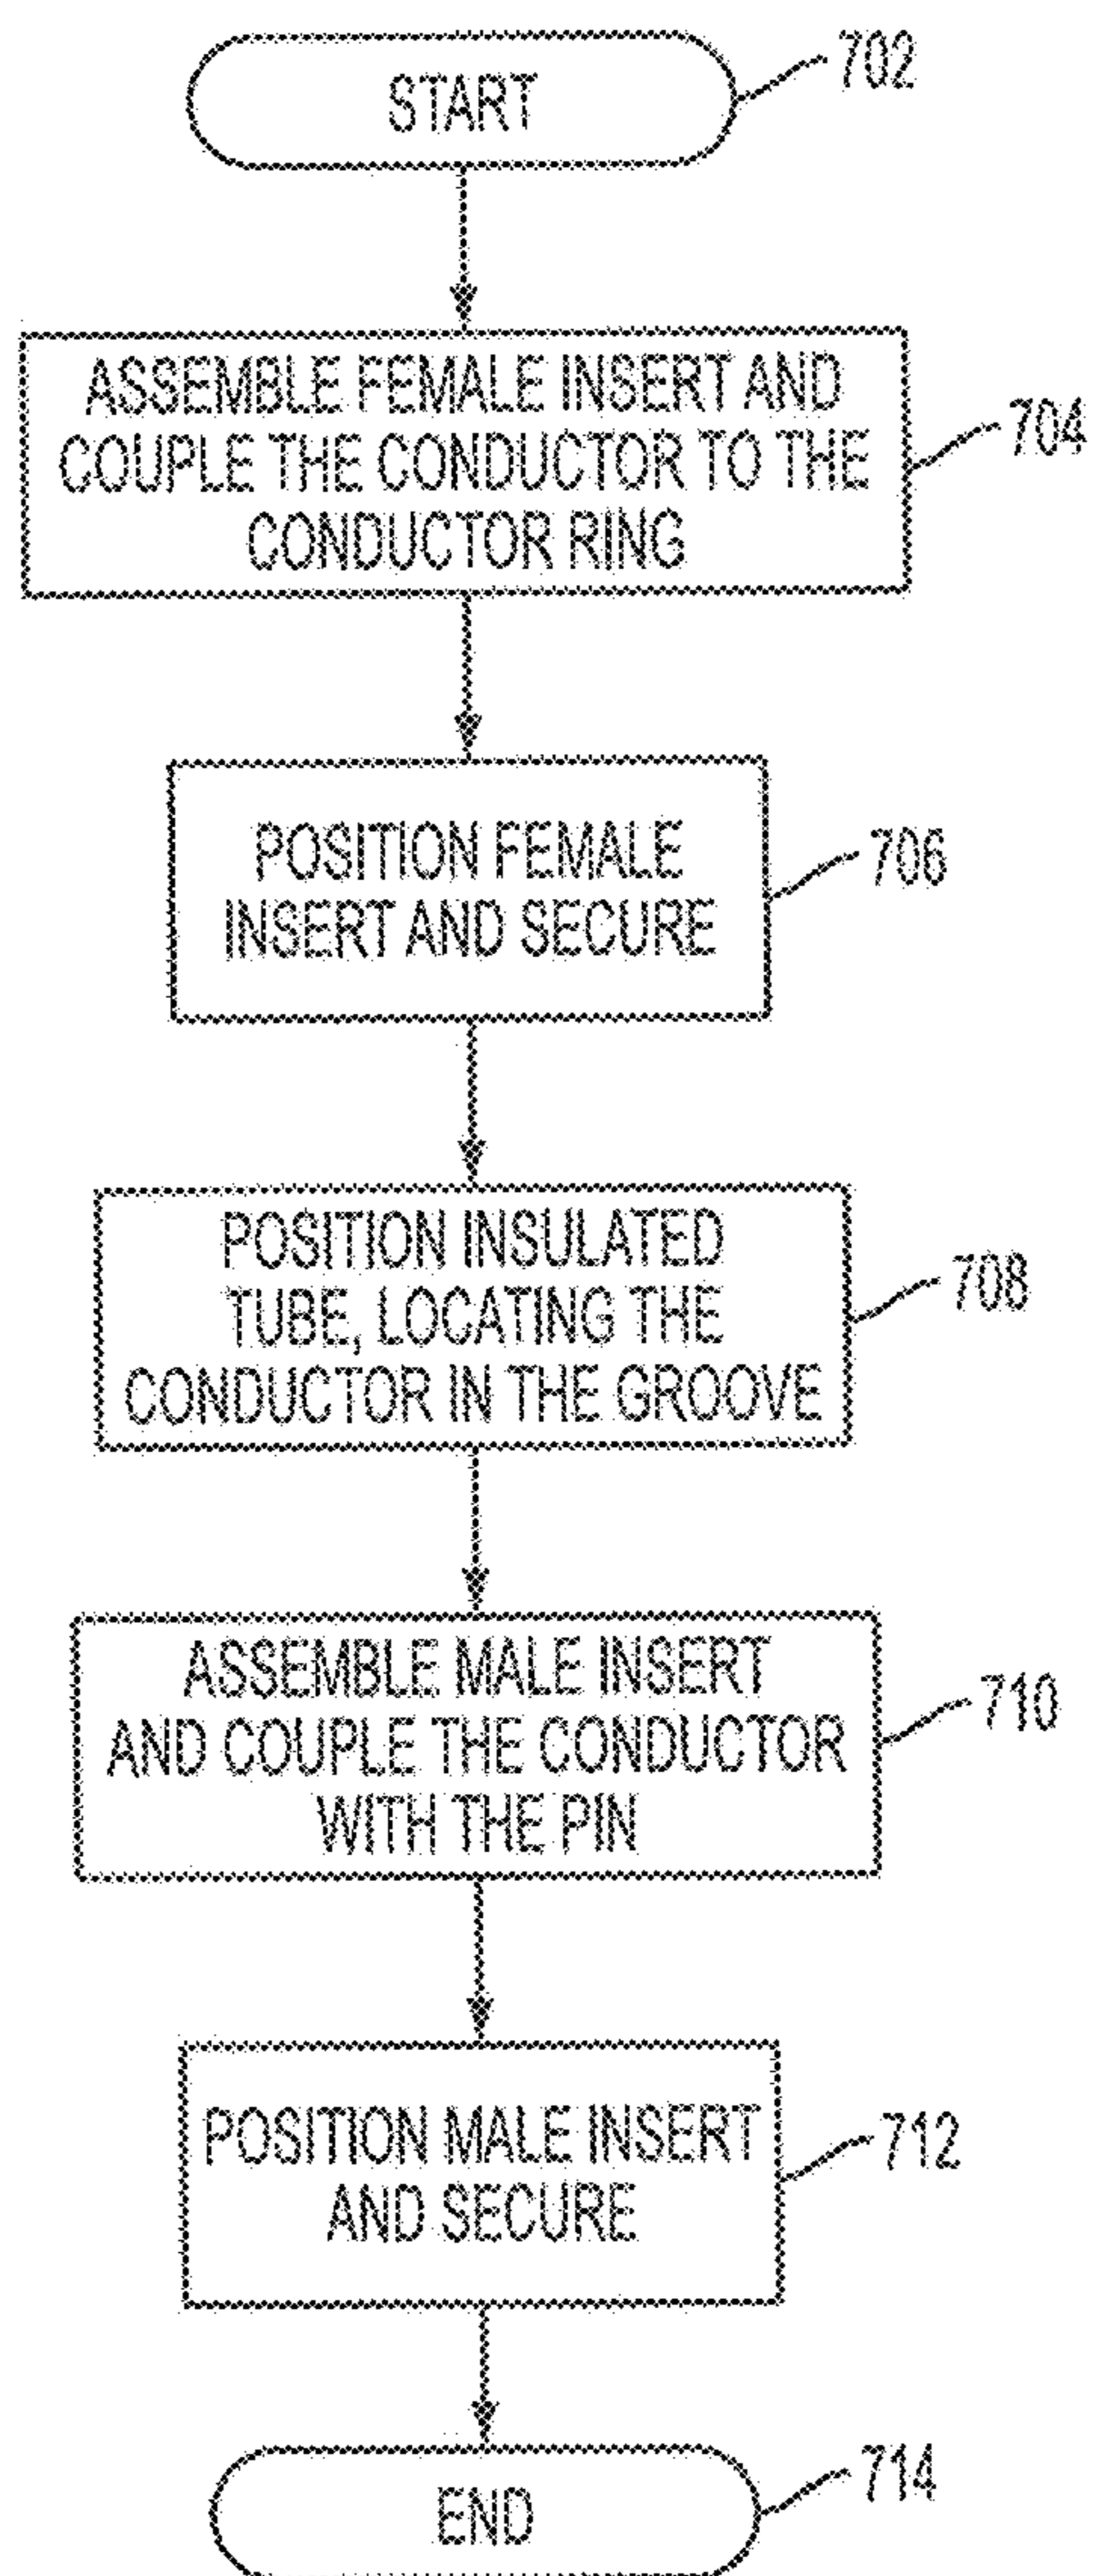 START
702
ASSEMBLE FEMALE INSERT AND
COUPLE THE CONDUCTOR TO THE
CONDUCTOR RING
704
POSITION FEMALE
INSERT AND SECURE
706
POSITION INSULATED
TUBE, LOCATING THE
CONDUCTOR IN THE GROOVE
708
ASSEMBLE MALE INSERT
AND COUPLE THE CONDUCTOR
WITH THE PIN
710
POSITION MALE INSERT
AND SECURE
712
END
714